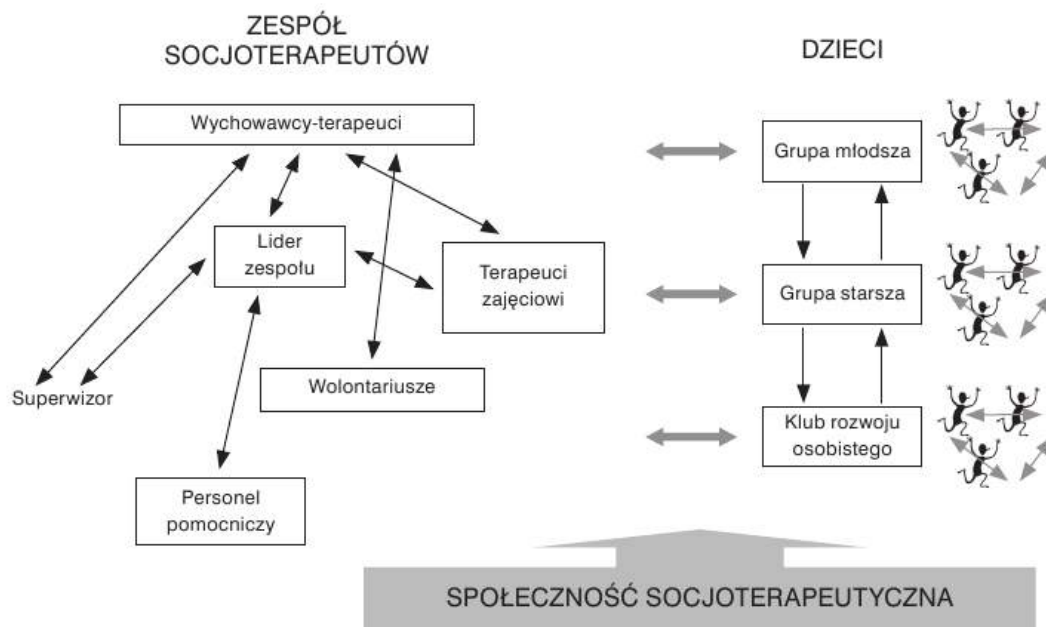 ZESPÓŁ
SOCJOTERAPEUTÓW
DZIECI
Wychowawcy-terapeuci
Grupa młodsza
Lider
zespołu
Terapeuci
zajęciowi
Grupa starsza
Superwizor
Wolontariusze
Klub rozwoju
osobistego
Personel
pomocniczy
SPOŁECZNOŚĆ SOCJOTERAPEUTYCZNA